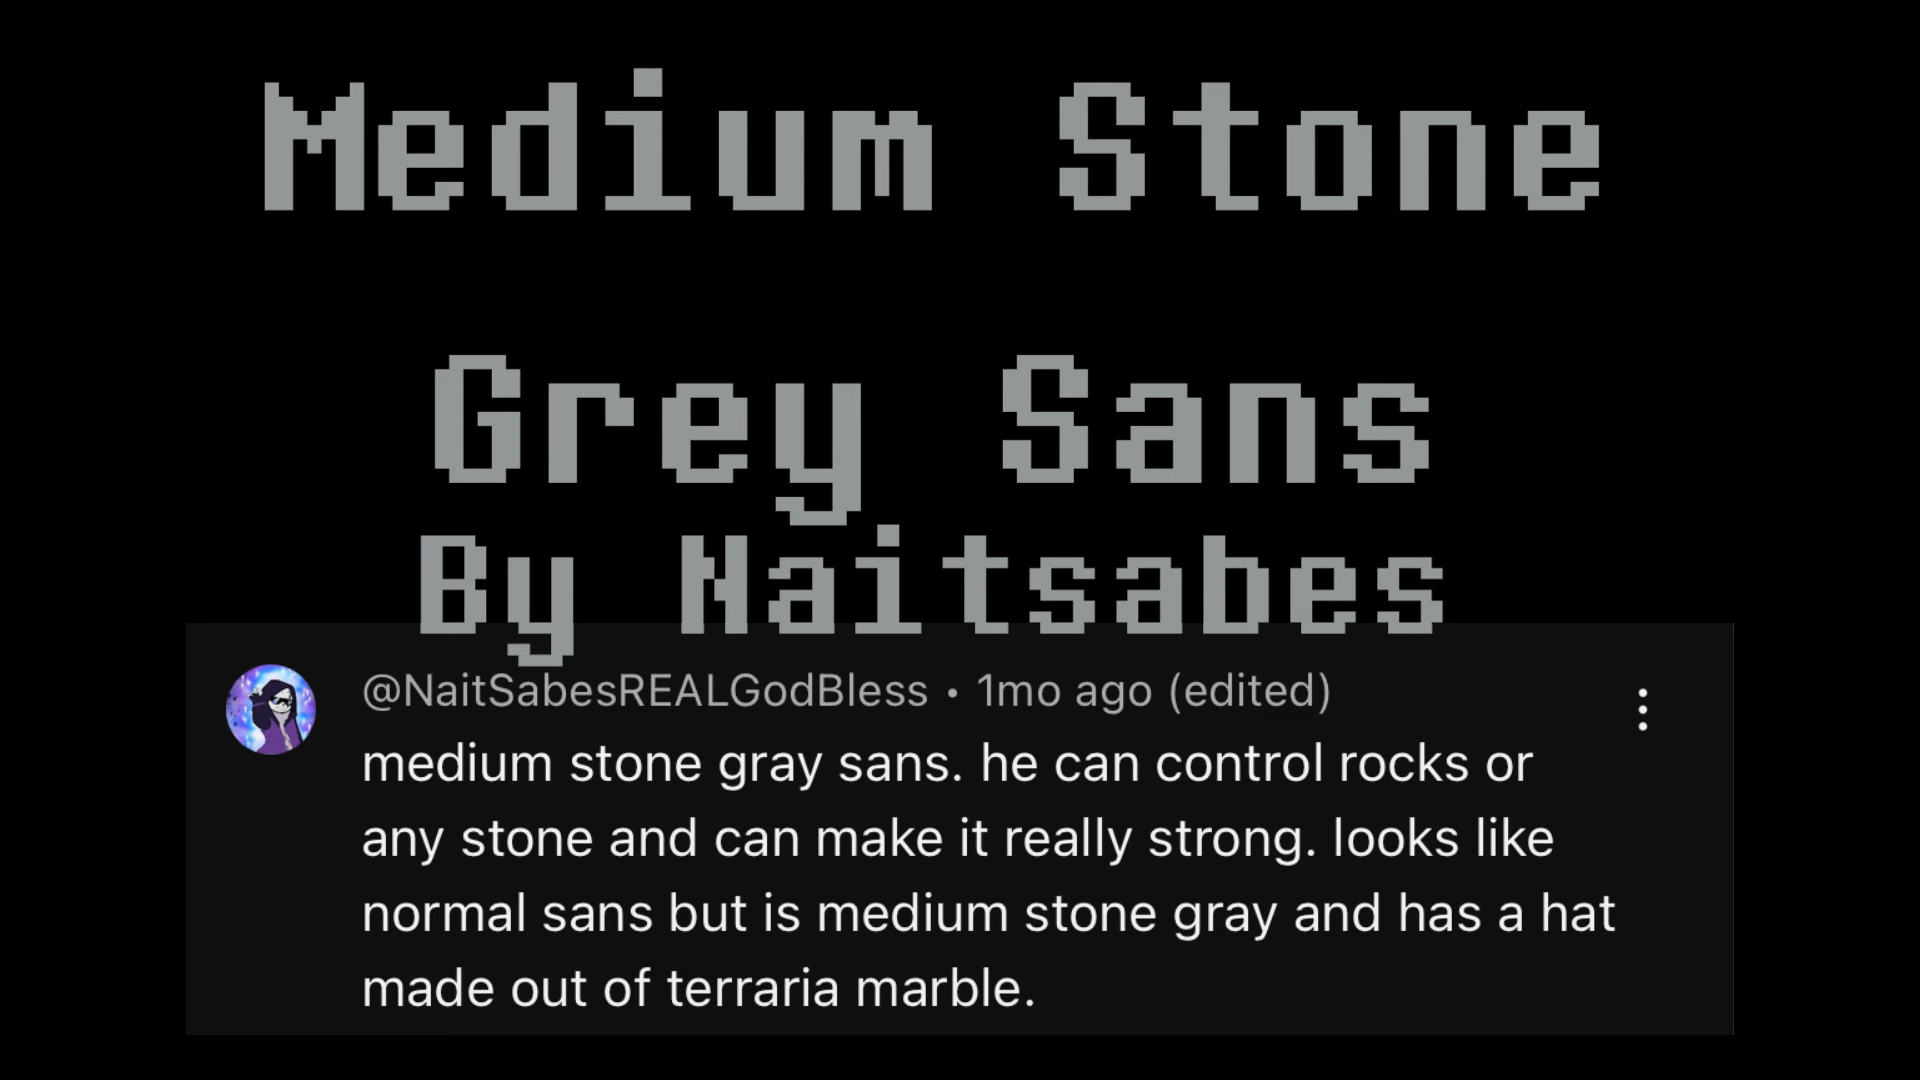 Medium Stone
Grey Sans
By Naitsabes
@NaitSabesREALGodBless • 1mo ago (edited)
medium stone gray sans. he can control rocks or
any stone and can make it really strong. looks like
normal sans but is medium stone gray and has a hat
made out of terraria marble.